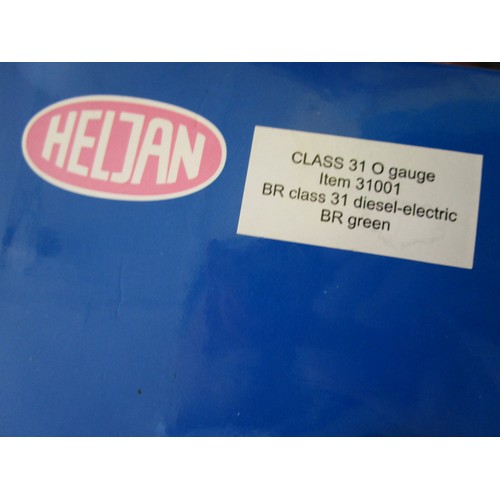 HELJAN
CLASS 31 O gauge
Item 31001
BR class 31 diesel-electric
BR green